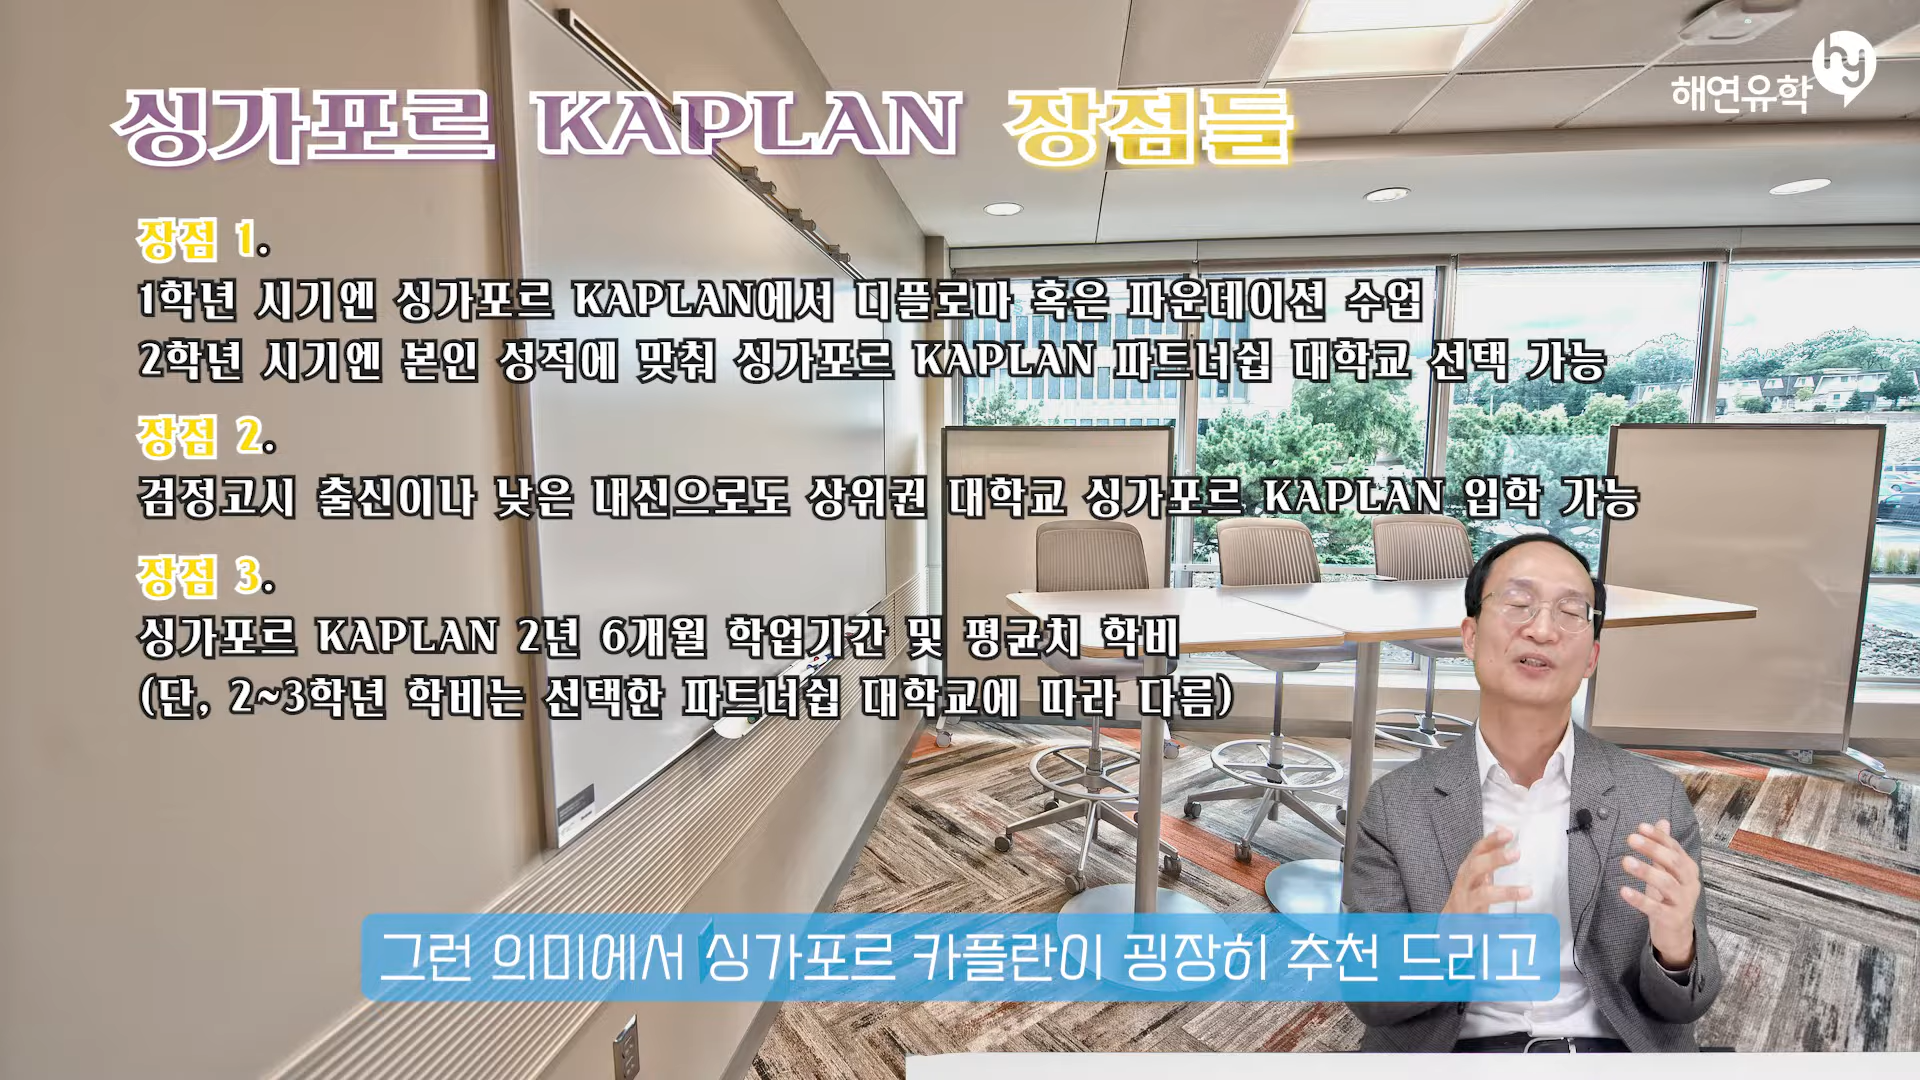 싱가포르 KAPLAN 장점들
해연유학
hy
장점 1.
1학년 시기엔 싱가포르 KAPLAN에서 디플로마 혹은 파운데이션 수업
2학년 시기엔 본인 성적에 맞춰 싱가포르 KAPLAN 파트너쉽 대학교 선택 가능
장점 2.
검정고시 출신이나 낮은 내신으로도 상위권 대학교 싱가포르 KAPLAN 입학 가능
장점 3.
싱가포르 KAPLAN 2년 6개월 학업기간 및 평균치 학비
(단, 2~3학년 학비는 선택한 파트너쉽 대학교에 따라 다름)
그런 의미에서 싱가포르 카플란이 굉장히 추천 드리고